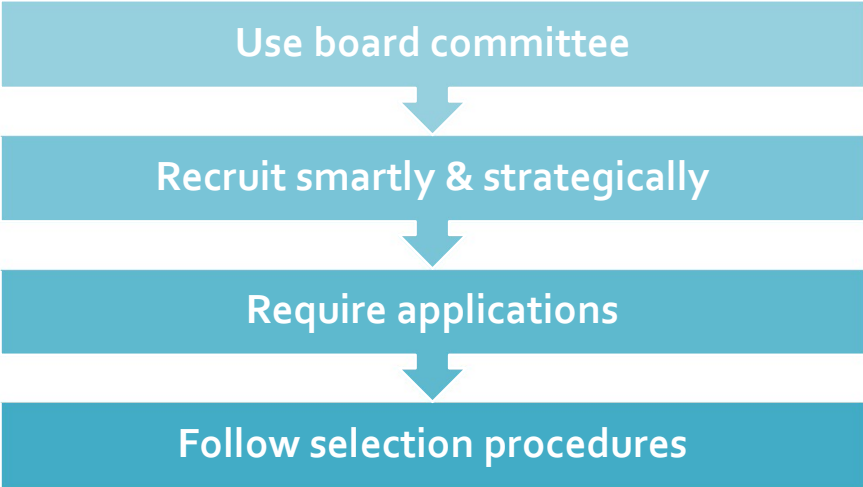 Use board committee
Recruit smartly & strategically
Require applications
Follow selection procedures